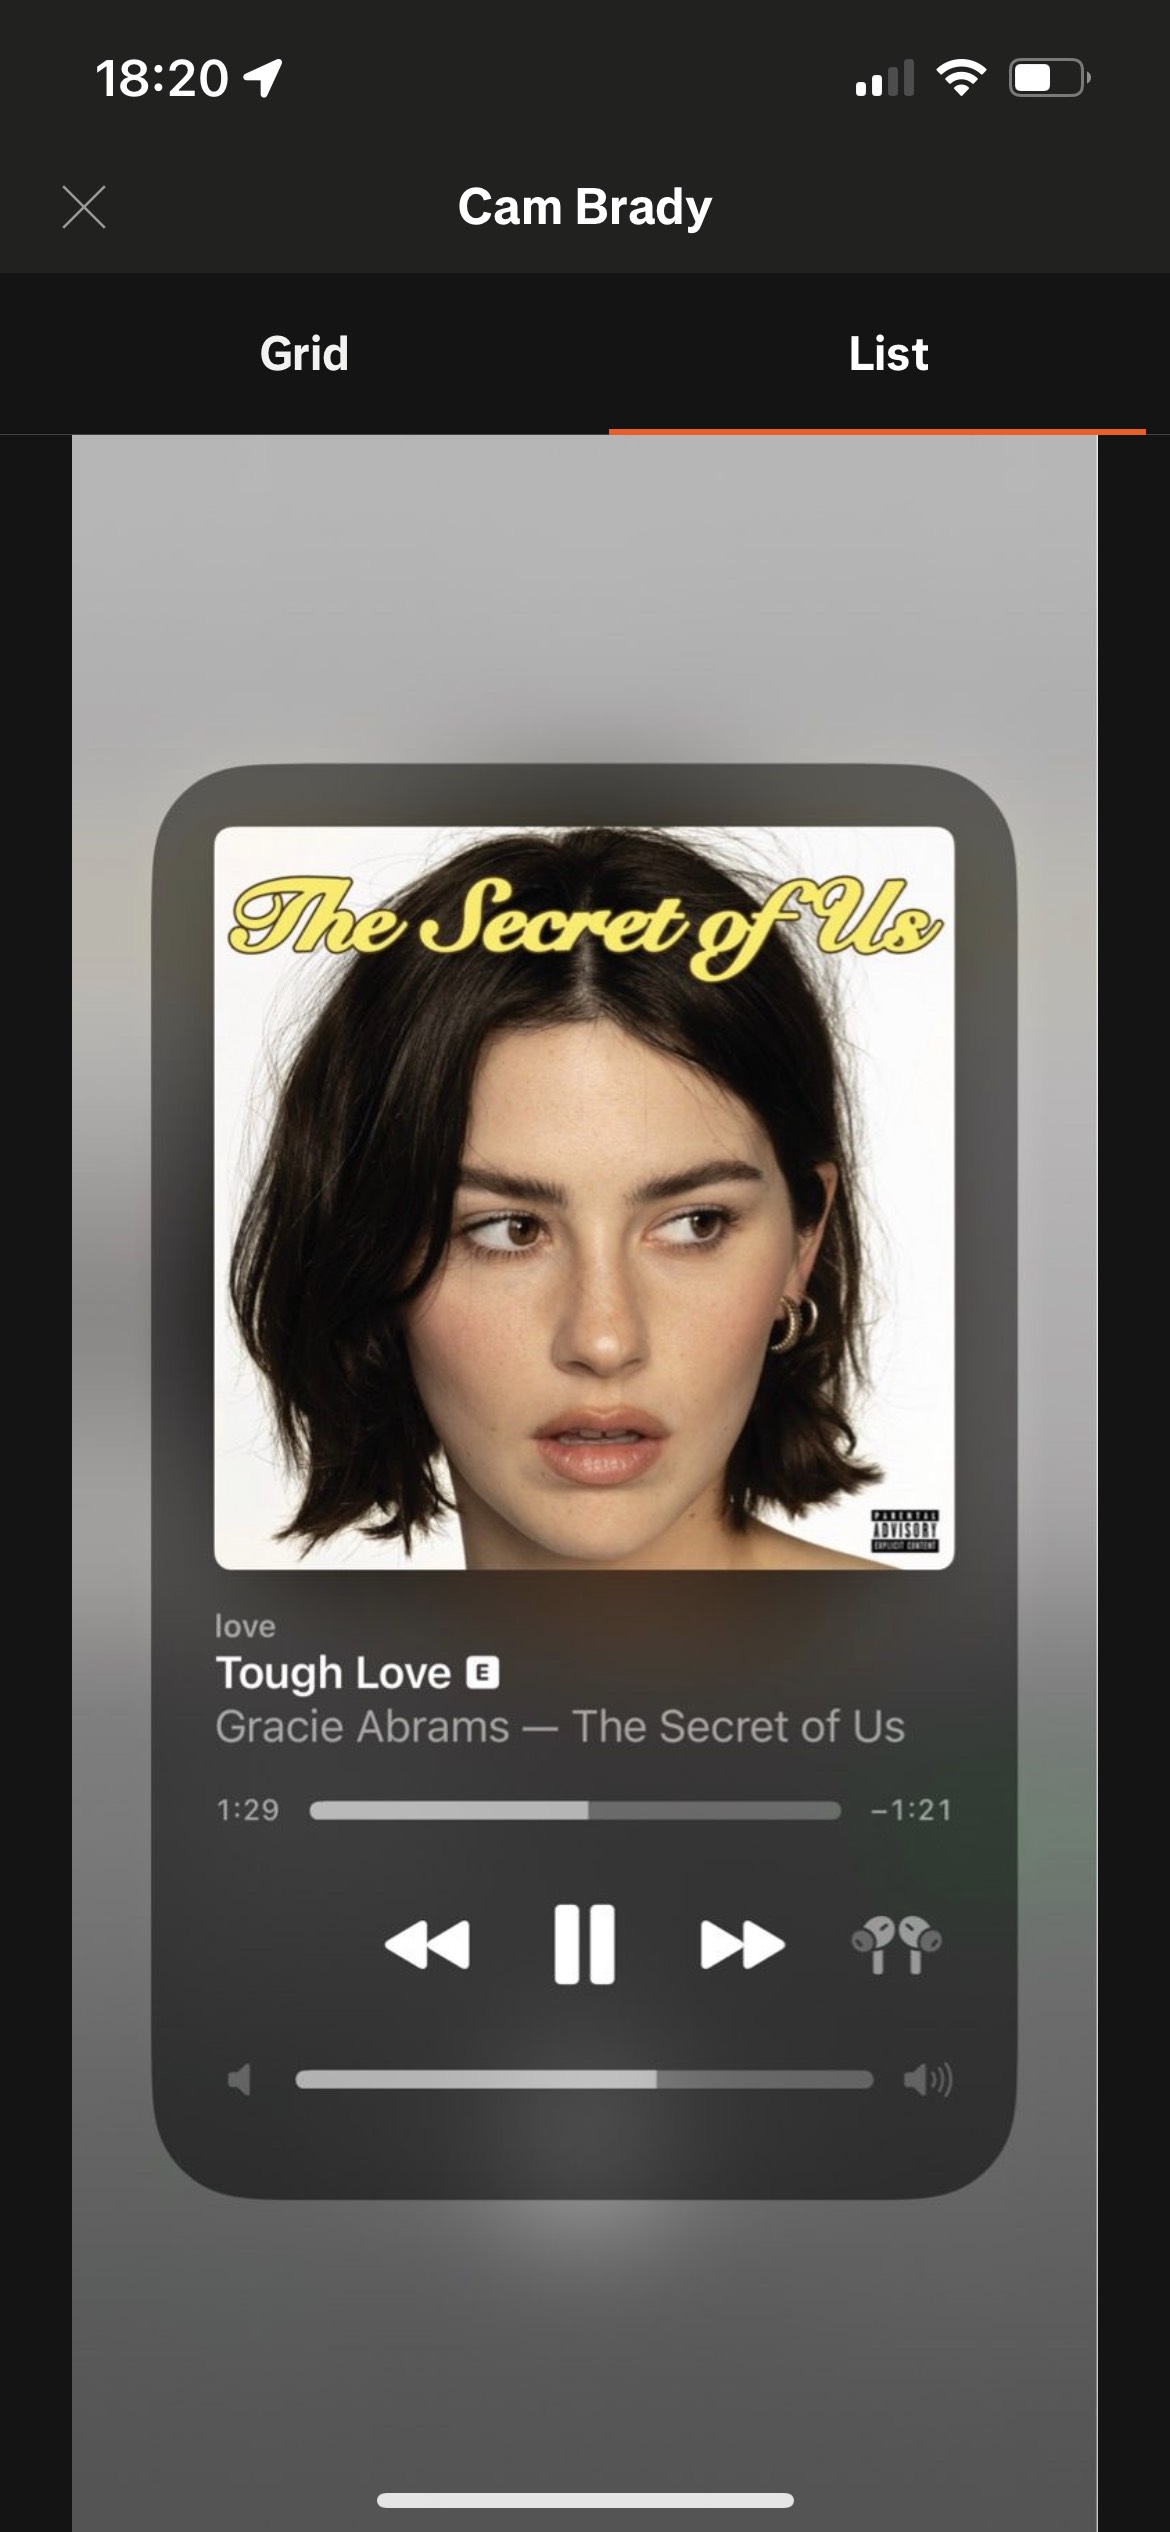 18:20
Cam Brady
Grid
List
The Secret of Us
PARENTAL
ADVISORY
EXPLICIT CONTENT
love
Tough Love E
Gracie Abrams — The Secret of Us
1:29
–1:21